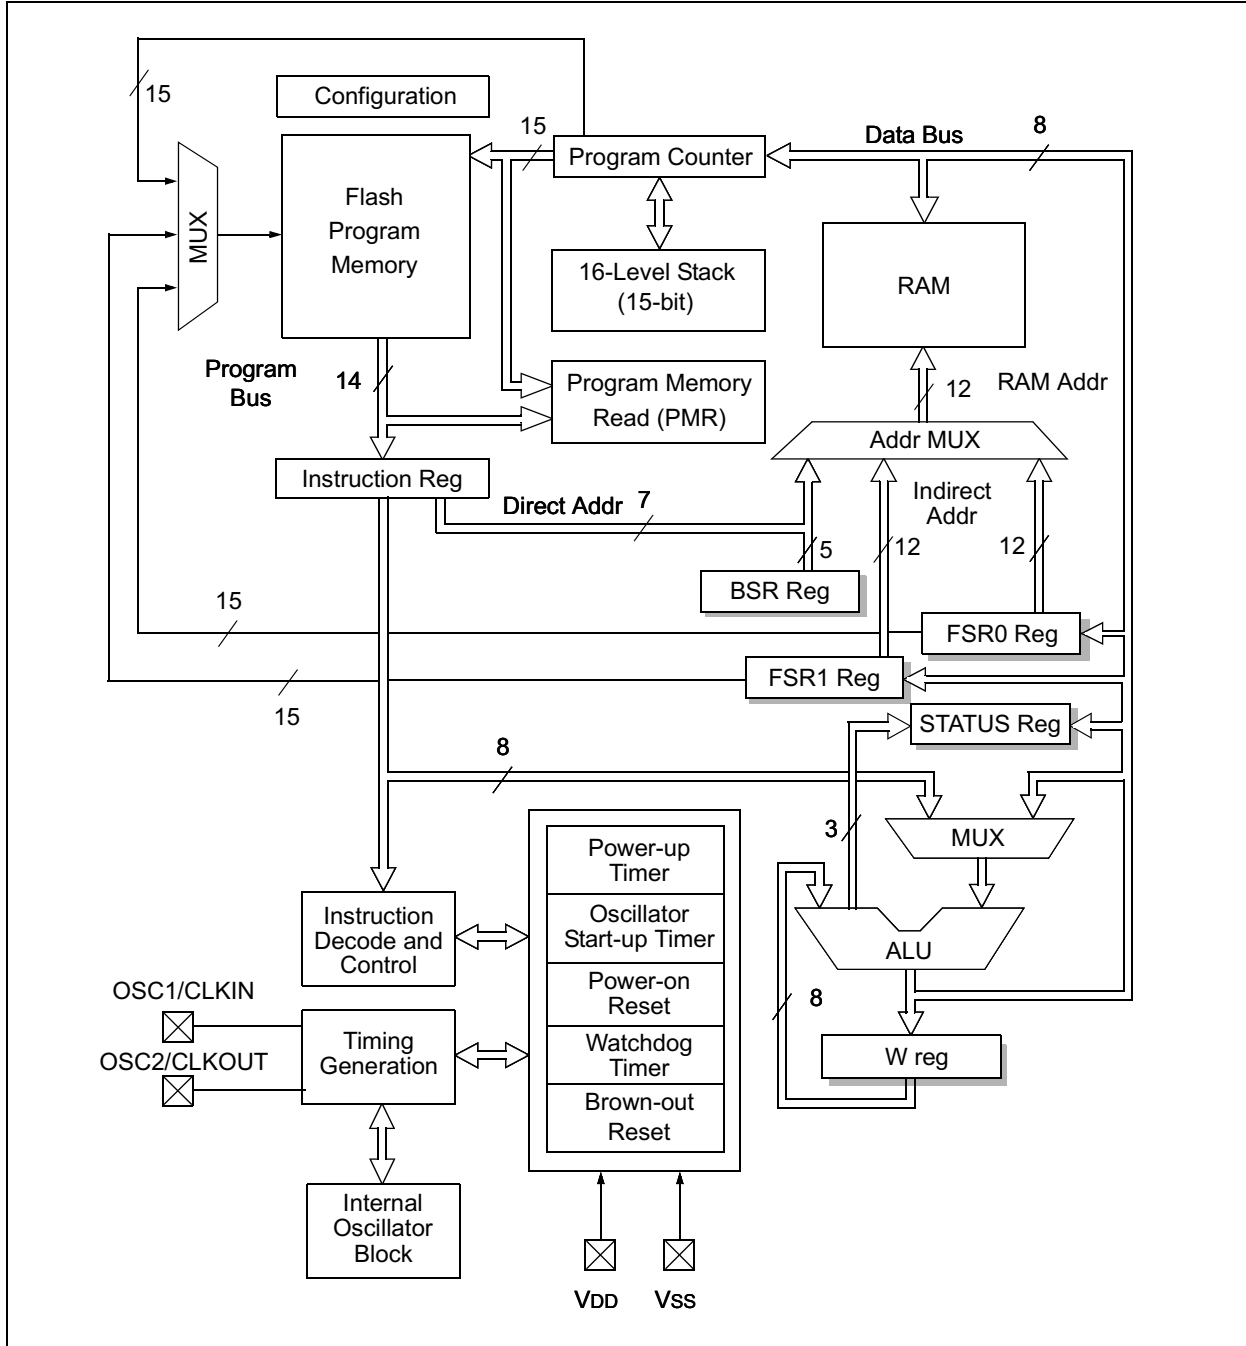 15
Configuration
15
Program Counter
Data Bus
8
MUX
Flash
Program
Memory
16-Level Stack
(15-bit)
RAM
Program
Bus
14
Program Memory
Read (PMR)
12
RAM Addr
Addr MUX
Instruction Reg
Direct Addr
7
Indirect
Addr
5
12
12
BSR Reg
15
FSR0 Reg
FSR1 Reg
15
STATUS Reg
8
3
MUX
Power-up
Timer
Oscillator
Start-up Timer
Power-on
Reset
Watchdog
Timer
Brown-out
Reset
Instruction
Decode and
Control
ALU
OSC1/CLKIN
8
Timing
Generation
OSC2/CLKOUT
W reg
Internal
Oscillator
Block
VDD
VSS